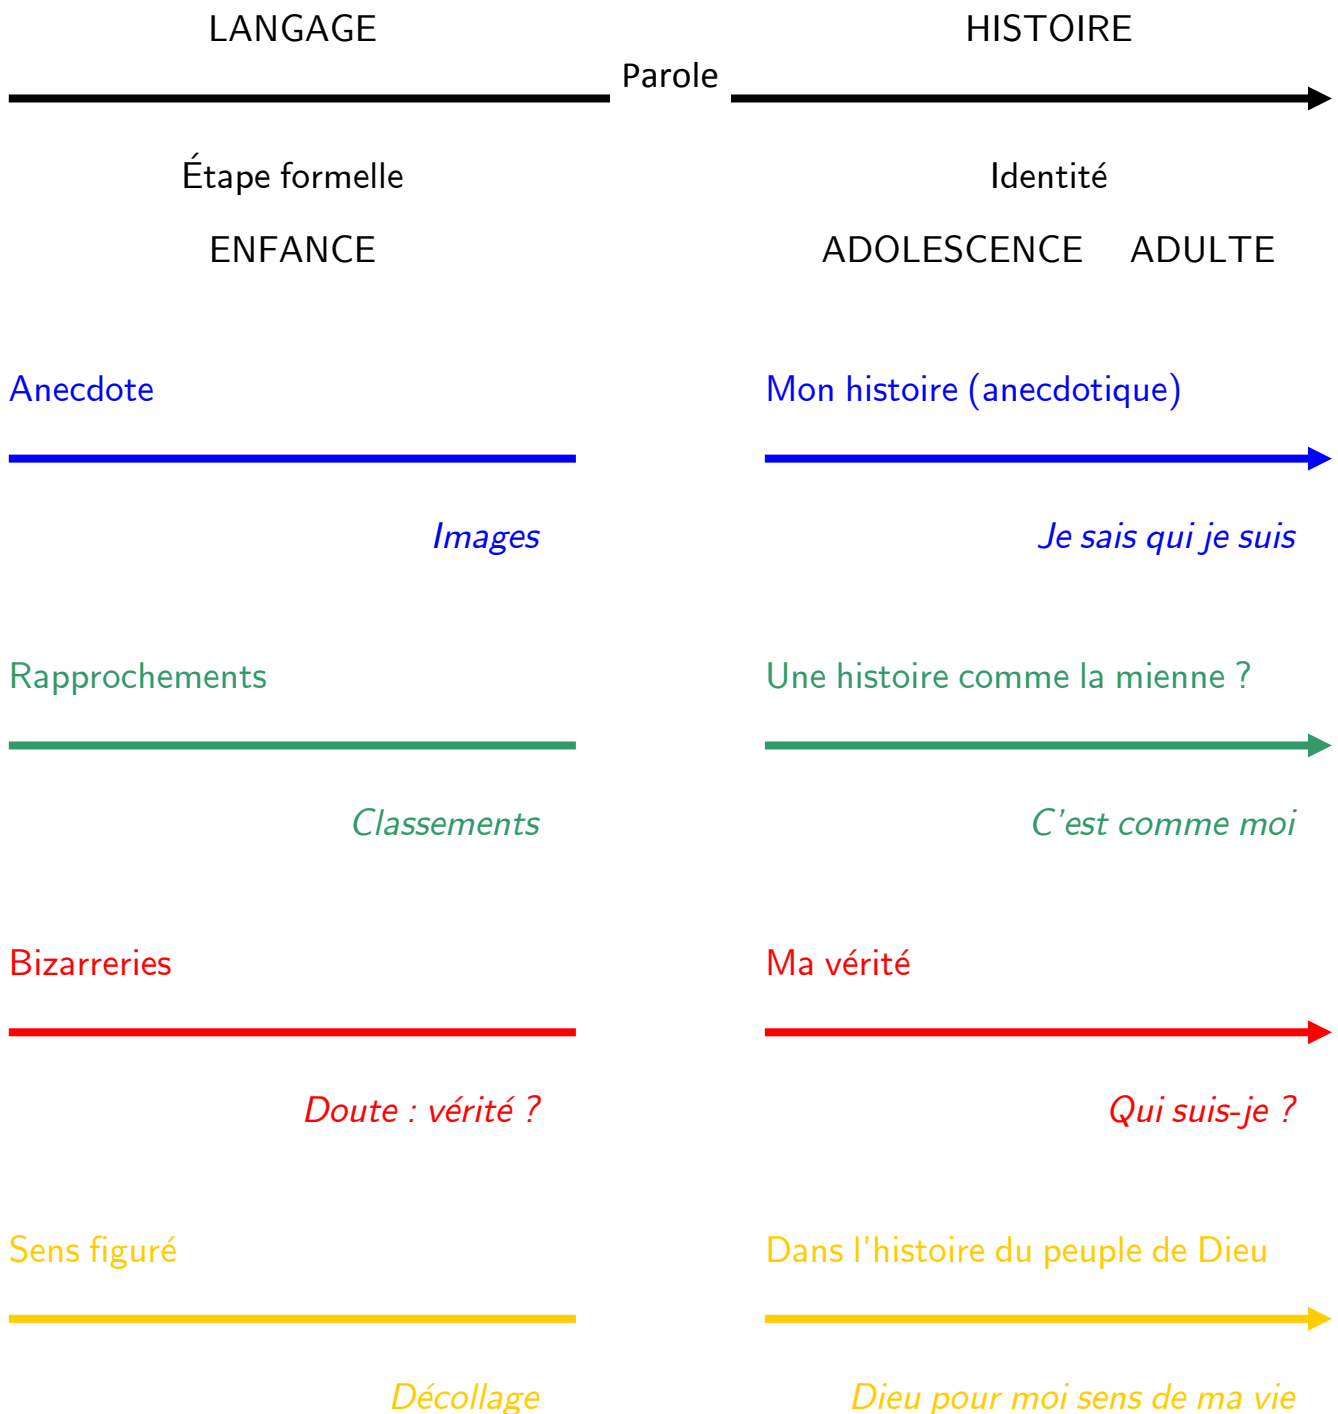 LANGAGE HISTOIRE
Parole
Étape formelle Identité
ENFANCE ADOLESCENCE ADULTE
Anecdote Mon histoire (anecdotique)
Images Je sais qui je suis
Rapprochements Une histoire comme la mienne ?
Classements C'est comme moi
Bizarreries Ma vérité
Doute : vérité ? Qui suis-je ?
Sens figuré Dans l'histoire du peuple de Dieu
Décollage Dieu pour moi sens de ma vie